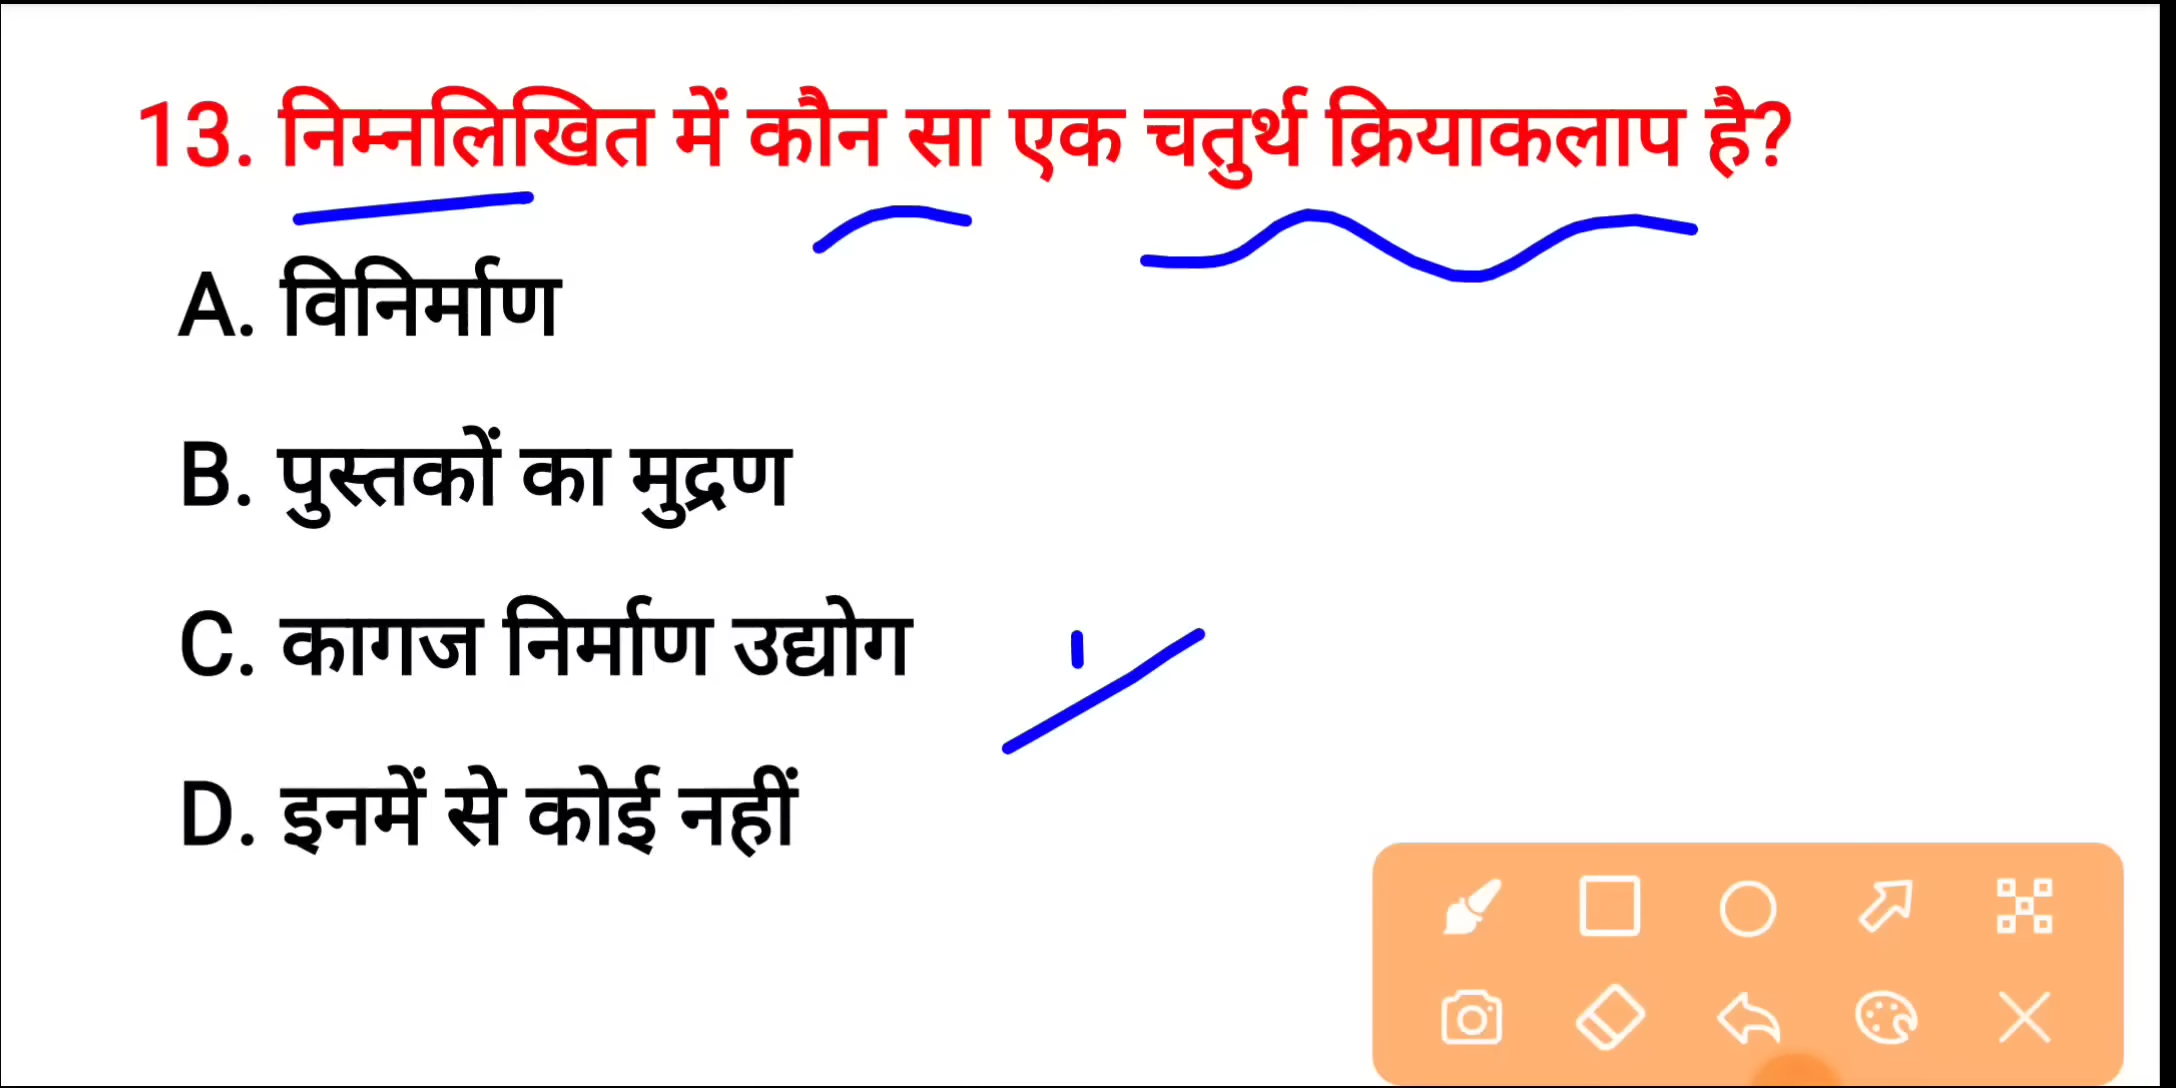 13. निम्नलिखित में कौन सा एक चतुर्थ क्रियाकलाप है?
A. विनिर्माण
B. पुस्तकों का मुद्रण
C. कागज निर्माण उद्योग
D. इनमें से कोई नहीं